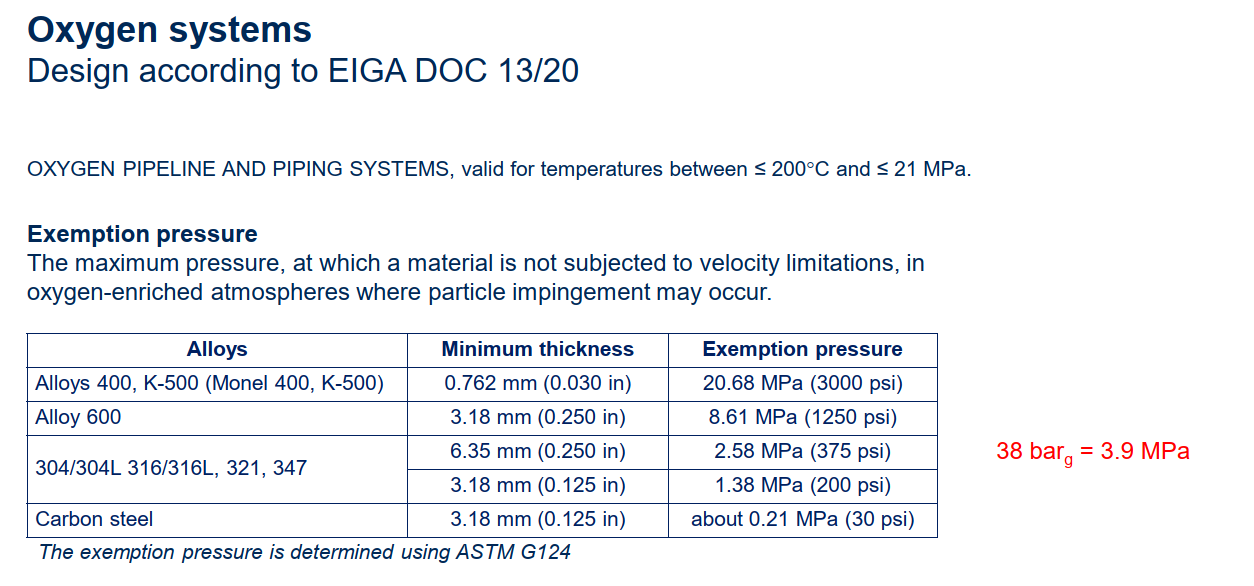 Oxygen systems
Design according to EIGA DOC 13/20
OXYGEN PIPELINE AND PIPING SYSTEMS, valid for temperatures between ≤ 200°C and ≤ 21 MPa.
Exemption pressure
The maximum pressure, at which a material is not subjected to velocity limitations, in
oxygen-enriched atmospheres where particle impingement may occur.
Alloys Minimum thickness Exemption pressure
Alloys 400, K-500 (Monel 400, K-500) 0.762 mm (0.030 in) 20.68 MPa (3000 psi)
Alloy 600 3.18 mm (0.250 in) 8.61 MPa (1250 psi)
304/304L 316/316L, 321, 347 6.35 mm (0.250 in) 2.58 MPa (375 psi)
3.18 mm (0.125 in) 1.38 MPa (200 psi)
Carbon steel 3.18 mm (0.125 in) about 0.21 MPa (30 psi)
38 barg = 3.9 MPa
The exemption pressure is determined using ASTM G124